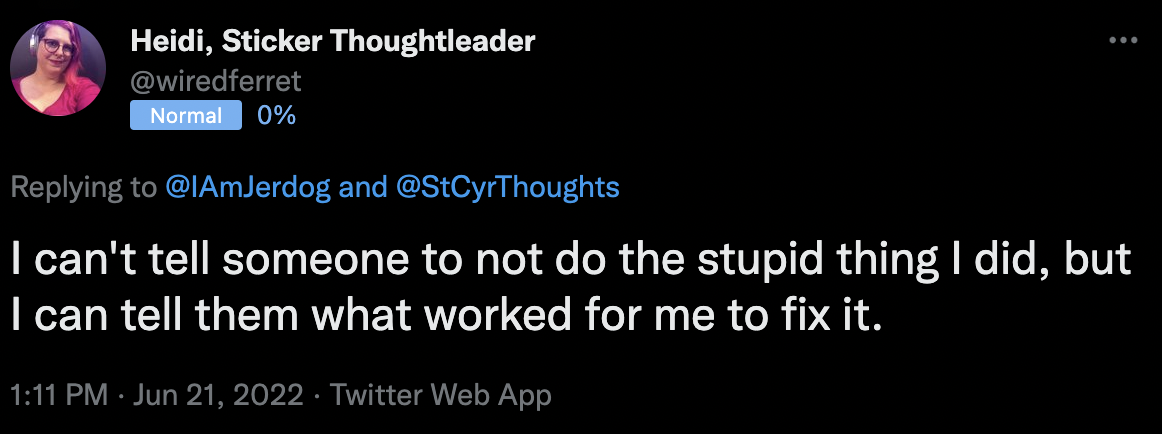 Heidi, Sticker Thoughtleader
@wiredferret
Normal 0%
Replying to @IAmJerdog and @StCyrThoughts
I can't tell someone to not do the stupid thing I did, but
I can tell them what worked for me to fix it.
1:11 PM · Jun 21, 2022 · Twitter Web App